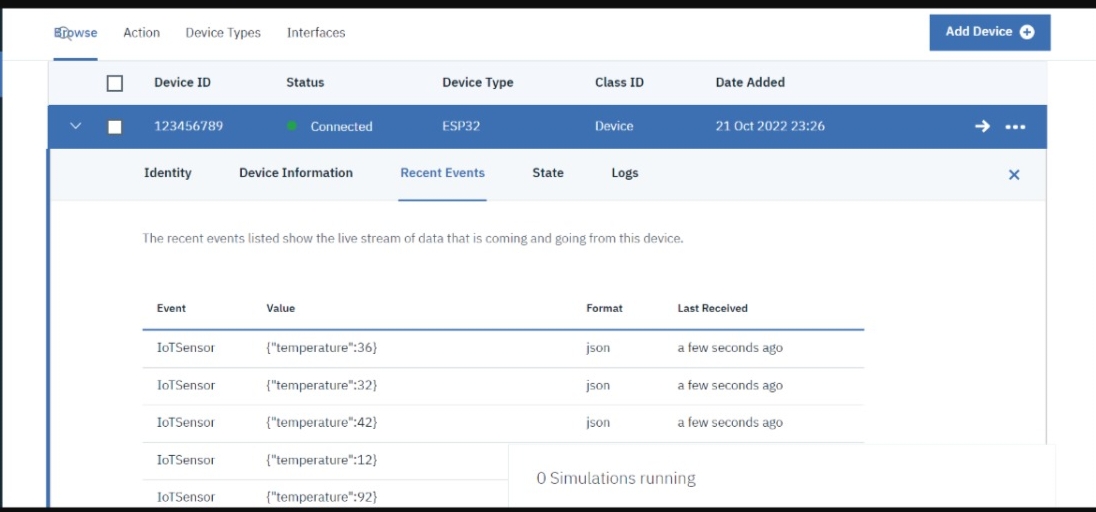 Browse Action Device Types Interfaces Add Device
Device ID Status Device Type Class ID Date Added
123456789 Connected ESP32 Device 21 Oct 2022 23:26
Identity Device Information Recent Events State Logs
The recent events listed show the live stream of data that is coming and going from this device.
Event Value Format Last Received
IoTSensor {"temperature":36} json a few seconds ago
IoTSensor {"temperature":32} json a few seconds ago
IoTSensor {"temperature":42} json a few seconds ago
IoTSensor {"temperature":12}
0 Simulations running
IoTSensor {"temperature":92}